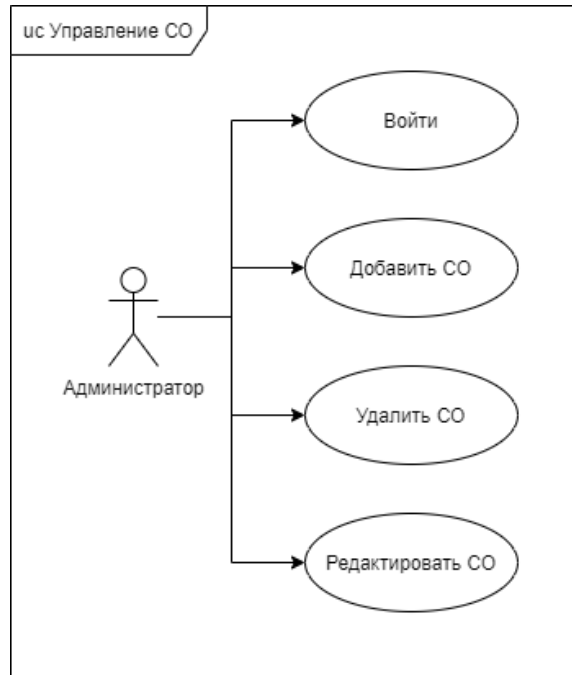 uc Управление СО
Войти
Добавить СО
Администратор
Удалить СО
Редактировать СО